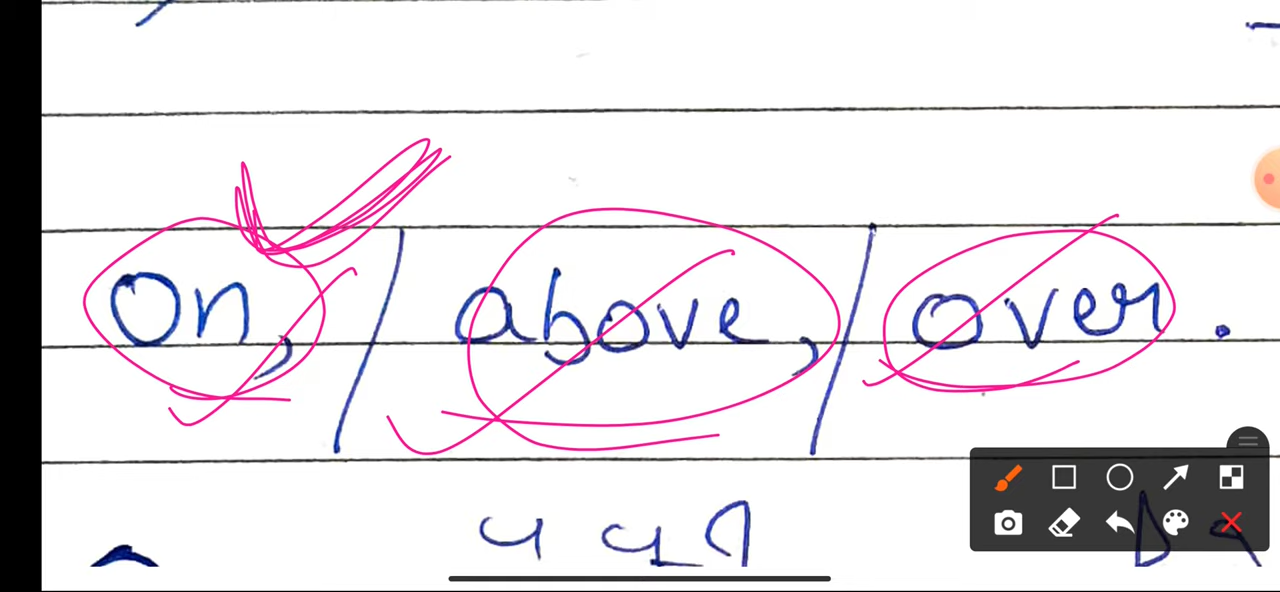 On, / above, / over.